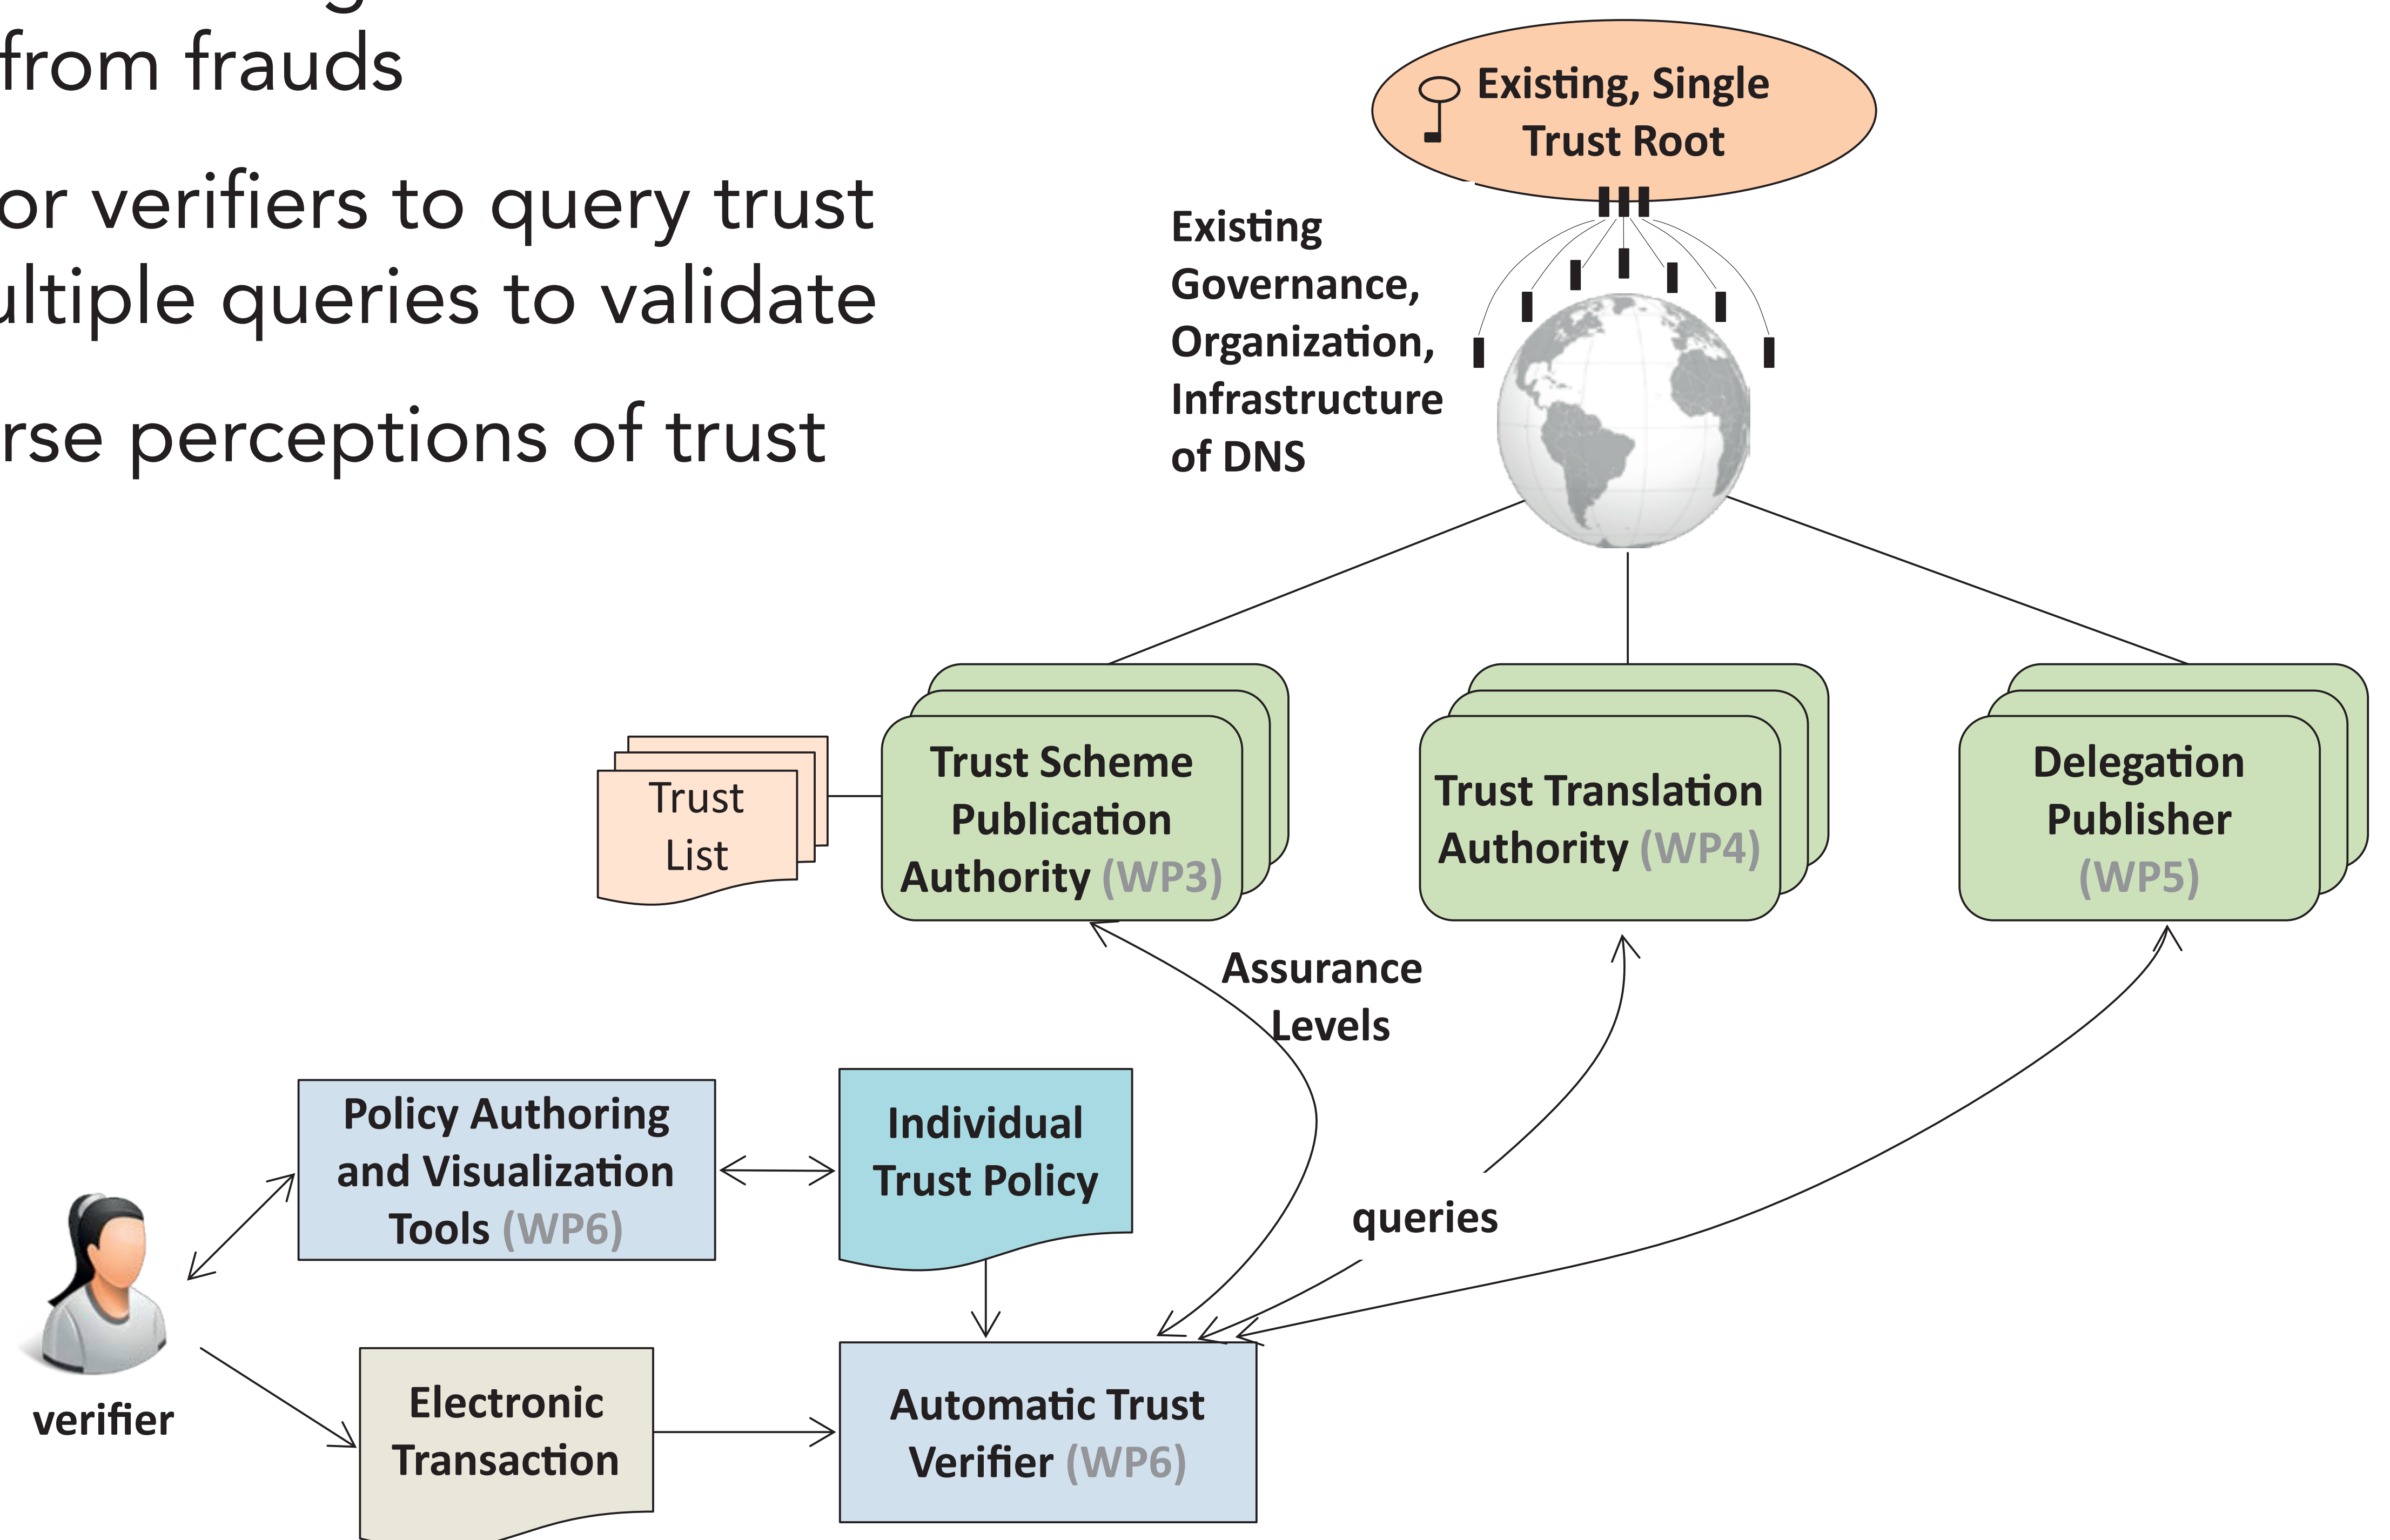 from frauds
or verifiers to query trust
ultiple queries to validate
rse perceptions of trust
Existing, Single
Trust Root
Existing
Governance,
Organization,
Infrastructure
of DNS
Trust
List
Trust Scheme
Publication
Authority (WP3)
Trust Translation
Authority (WP4)
Delegation
Publisher
(WP5)
Assurance
Levels
Policy Authoring
and Visualization
Tools (WP6)
Individual
Trust Policy
queries
verifier
Electronic
Transaction
Automatic Trust
Verifier (WP6)